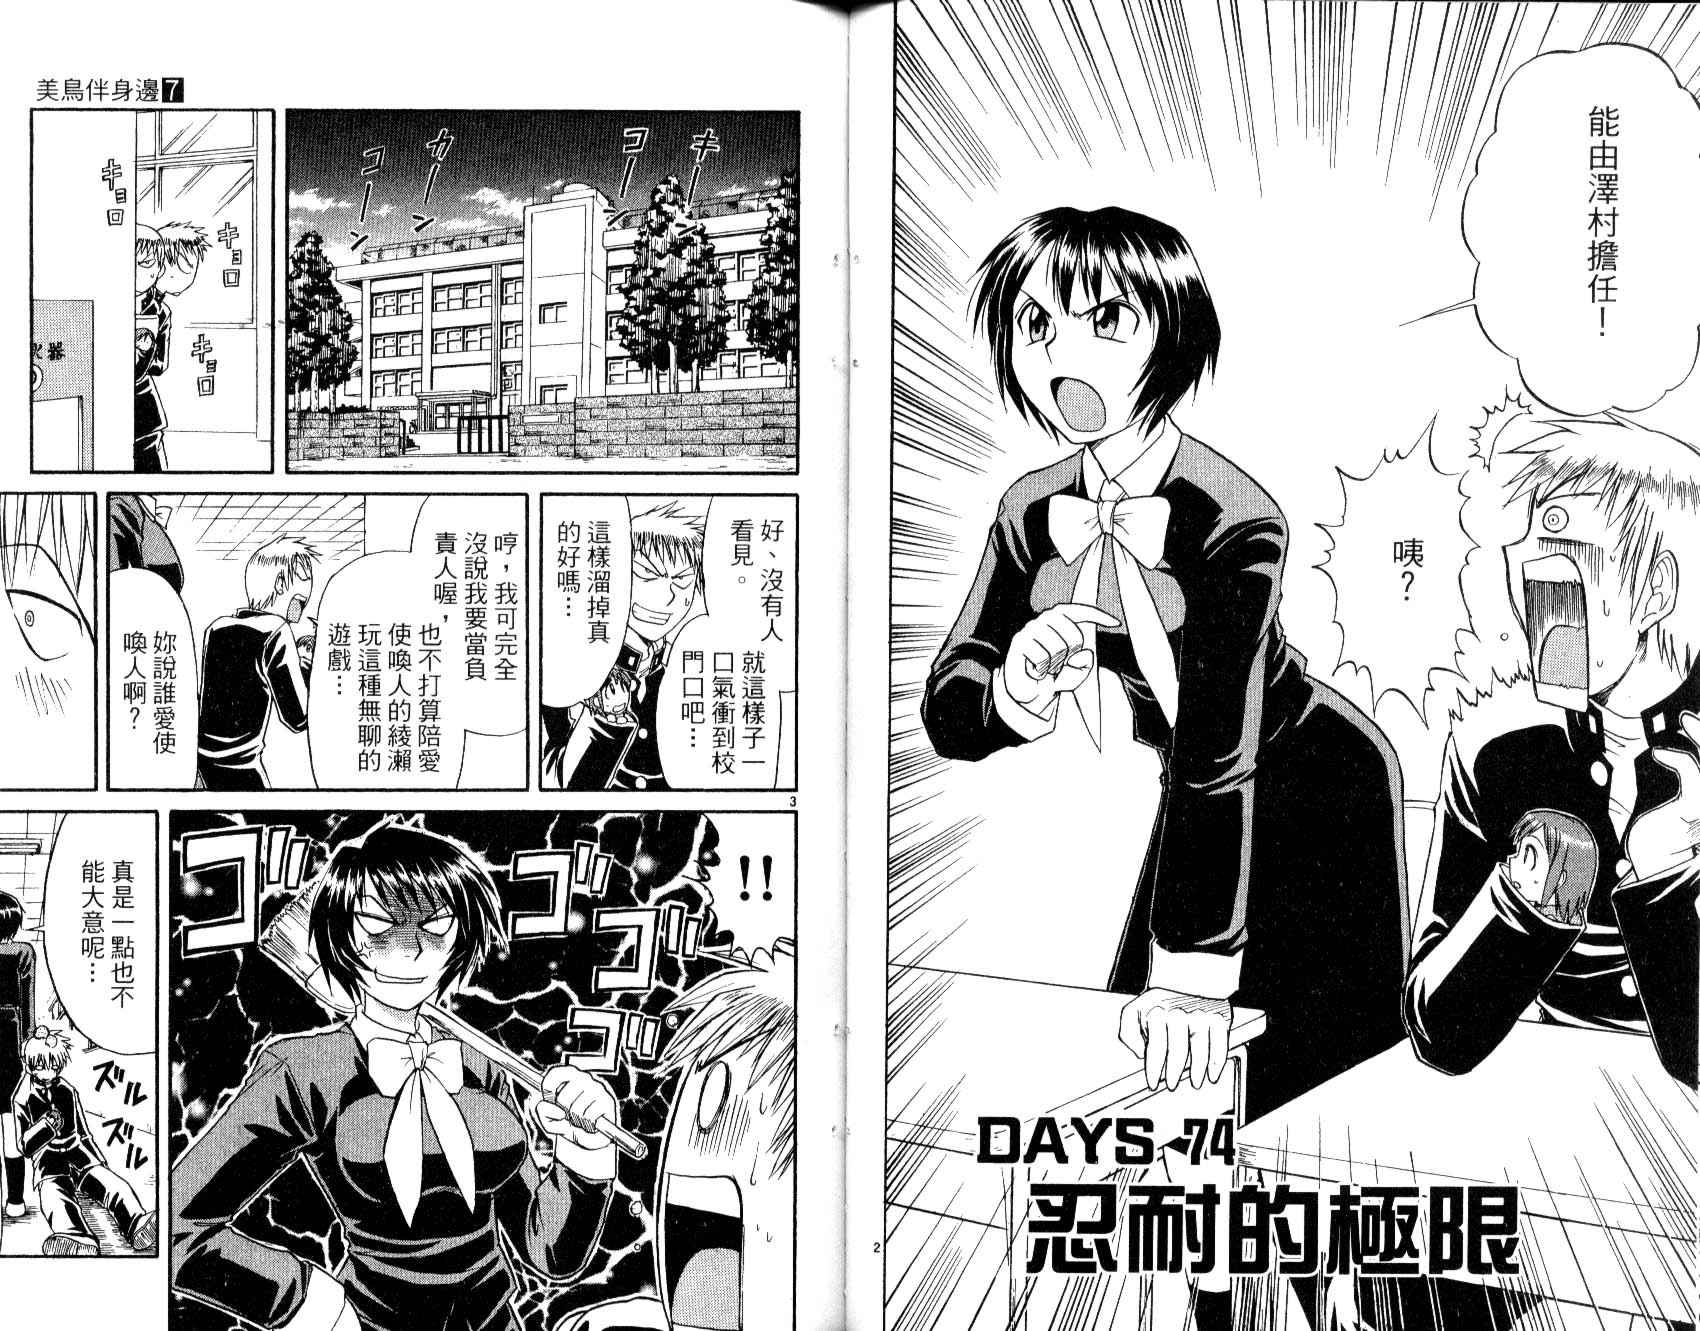 能由澤村擔任！
咦？
DAYS 74
忍耐的極限
2
美鳥伴身邊7
キーン
コーン
カーン
コーン
キョロ
キョロ
キョロ
火器
好、沒有人
看見。
就這樣子一
口氣衝到校
門口吧…
這樣溜掉真
的好嗎…
哼，我可完全
沒說我要當負
責人喔，
也不打算陪愛
使喚人的綾瀨
玩這種無聊的
遊戲…
妳說誰愛使
喚人啊？
3
!!
ゴゴゴゴ
真是一點也不
能大意呢…
ズル
ズル